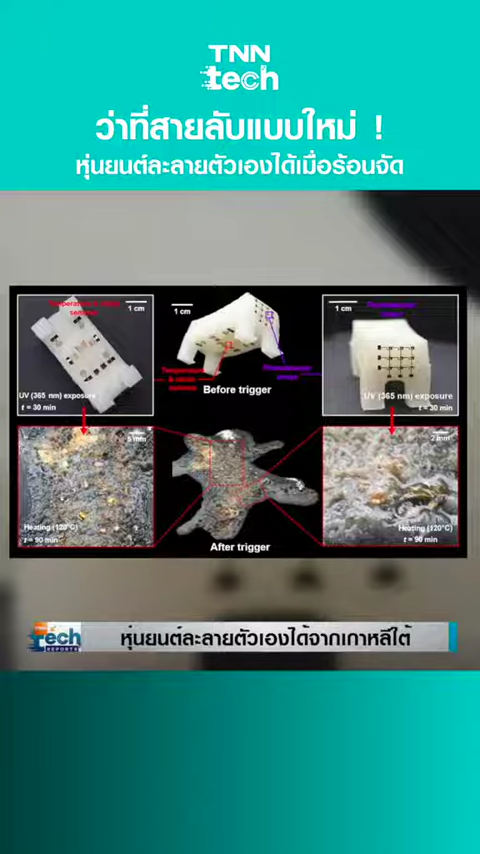 TNN
tech
ว่าที่สายลับแบบใหม่ !
หุ่นยนต์ละลายตัวเองได้เมื่อร้อนจัด
1 cm
1 cm
1 cm
UV (365 nm) exposure
t = 30 min
Before trigger
UV (365 nm) exposure
t = 30 min
5 mm
2 mm
Heating (120°C)
t = 90 min
After trigger
Heating (120°C)
t = 90 min
tech
REPORTS
หุ่นยนต์ละลายตัวเองได้จากเกาหลีใต้